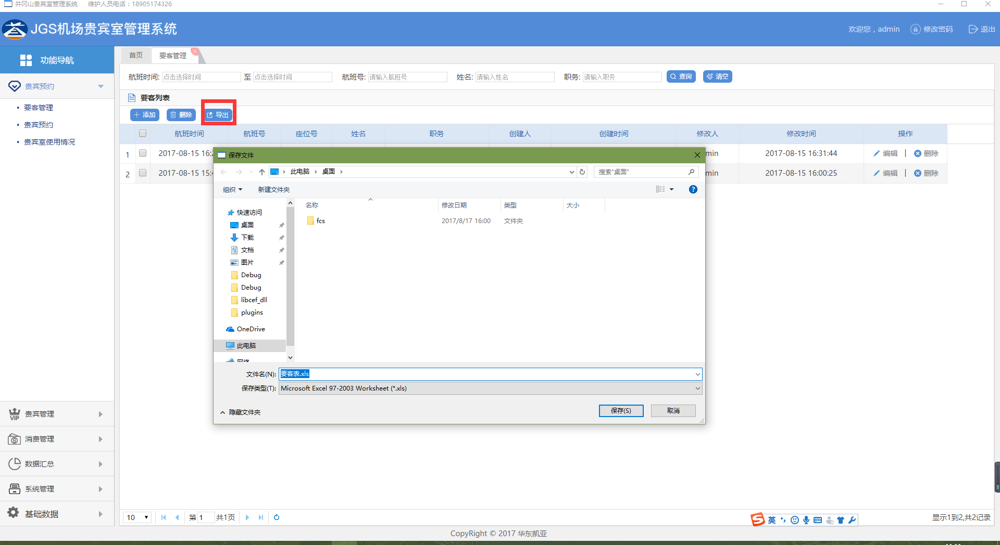 井冈山贵宾室管理系统 维护人员电话：18905174326
JGS机场贵宾室管理系统
欢迎您，admin 修改密码 退出
功能导航
首页 要客管理
航班时间: 点击选择时间 至 点击选择时间 航班号: 请输入航班号 姓名: 请输入姓名 职务: 请输入职务 查询 清空
贵宾预约
要客管理
贵宾预约
贵宾室使用情况
VIP 贵宾管理
消费管理
数据汇总
系统管理
基础数据
要客列表
添加 删除 导出
航班时间 航班号 座位号 姓名 职务 创建人 创建时间 修改人 修改时间 操作
1 2017-08-15 16:2 min 2017-08-15 16:31:44 编辑 | 删除
2 2017-08-15 15:4 min 2017-08-15 16:00:25 编辑 | 删除
保存文件
此电脑 › 桌面 ›
搜索"桌面"
组织 新建文件夹
名称 修改日期 类型 大小
fcs 2017/8/17 16:00 文件夹
快速访问
桌面
下载
文档
图片
Debug
Debug
libcef_dll
plugins
OneDrive
此电脑
网络
文件名(N): 要客表.xls
保存类型(T): Microsoft Excel 97-2003 Worksheet (*.xls)
隐藏文件夹 保存(S) 取消
10 第 1 共1页
英
显示1到2,共2记录
CopyRight © 2017 华东凯亚